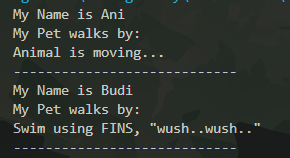 My Name is Ani
My Pet walks by:
Animal is moving...
----------------------------
My Name is Budi
My Pet walks by:
Swim using FINS, "wush..wush.."
-------------------------------